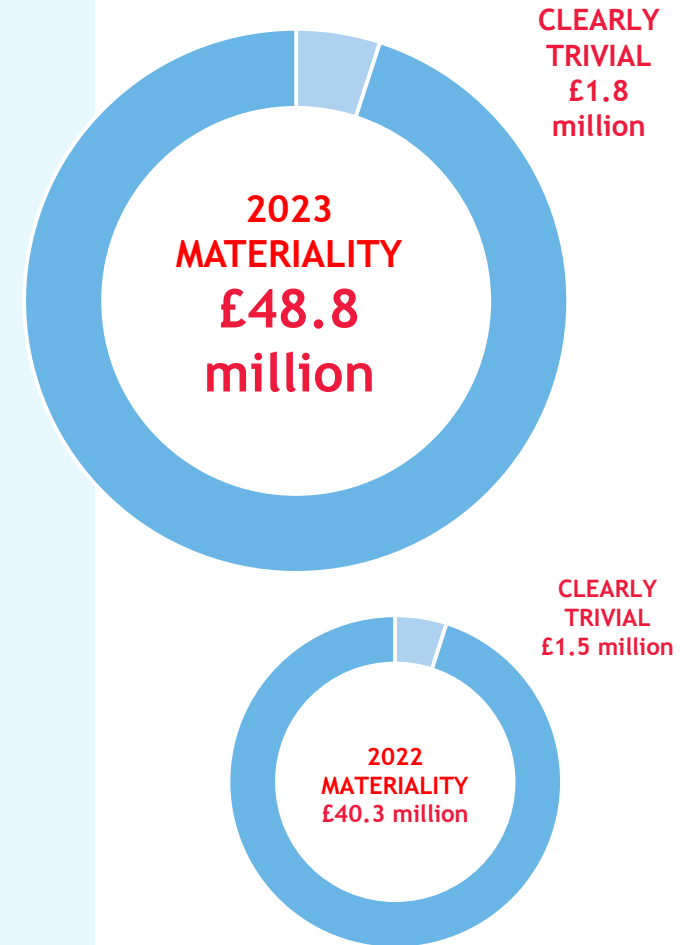 CLEARLY
TRIVIAL
£1.8
million
2023
MATERIALITY
£48.8
million
CLEARLY
TRIVIAL
£1.5 million
2022
MATERIALITY
£40.3 million